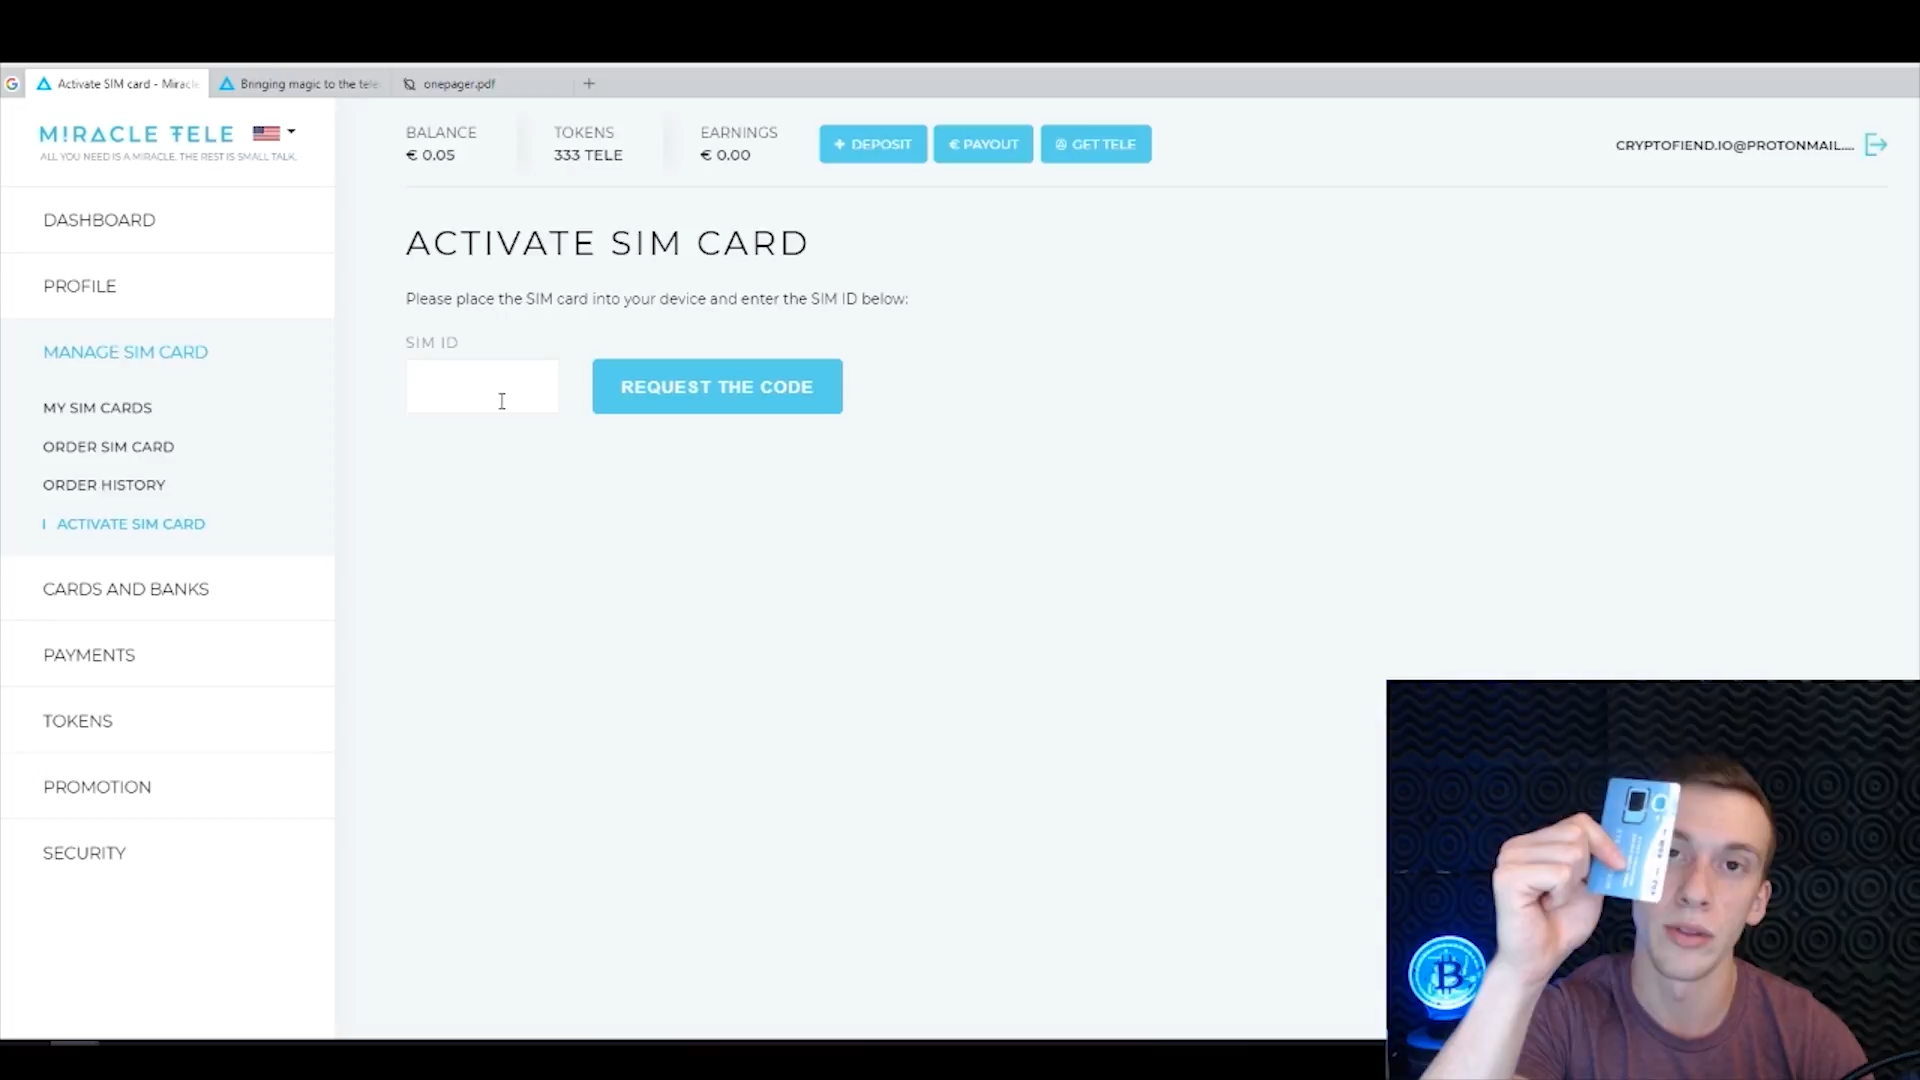 Activate SIM card - Miracle
Bringing magic to the tele
onepager.pdf
M!RACLE TELE
ALL YOU NEED IS A MIRACLE, THE REST IS SMALL TALK.
BALANCE
€ 0.05
TOKENS
333 TELE
EARNINGS
€ 0.00
+ DEPOSIT
€ PAYOUT
GET TELE
CRYPTOFIEND.IO@PROTONMAIL....
DASHBOARD
PROFILE
MANAGE SIM CARD
MY SIM CARDS
ORDER SIM CARD
ORDER HISTORY
I ACTIVATE SIM CARD
CARDS AND BANKS
PAYMENTS
TOKENS
PROMOTION
SECURITY
ACTIVATE SIM CARD
Please place the SIM card into your device and enter the SIM ID below:
SIM ID
REQUEST THE CODE